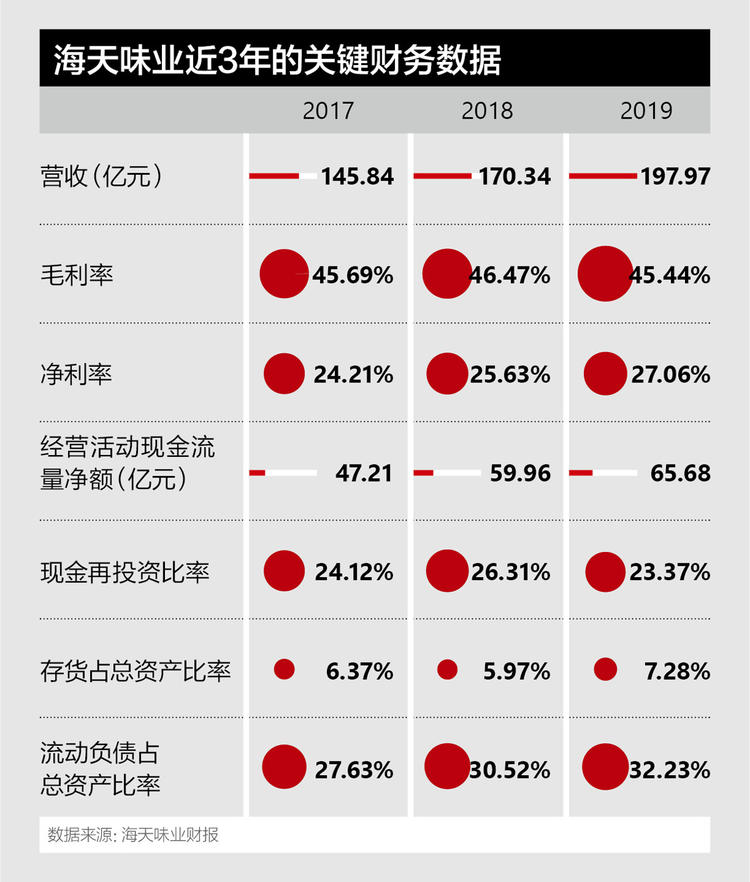 海天味业近3年的关键财务数据
2017 2018 2019
营收（亿元） 145.84 170.34 197.97
毛利率 45.69% 46.47% 45.44%
净利率 24.21% 25.63% 27.06%
经营活动现金流
量净额（亿元） 47.21 59.96 65.68
现金再投资比率 24.12% 26.31% 23.37%
存货占总资产比率 6.37% 5.97% 7.28%
流动负债占
总资产比率 27.63% 30.52% 32.23%
数据来源：海天味业财报